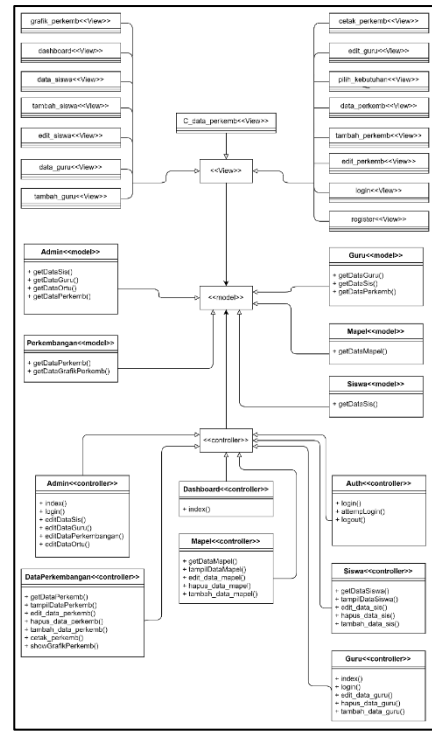 grafik_perkemb<<View>>
dashboard<<View>>
data_siswa<<View>>
tambah_siswa<<View>>
edit_siswa<<View>>
data_guru<<View>>
tambah_guru<<View>>
C_data_perkemb<<View>>
<<View>>
cetak_perkemb<<View>>
edit_guru<<View>>
pilih_kebutuhan<<View>>
data_perkemb<<View>>
tambah_perkemb<<View>>
edit_perkemb<<View>>
login<<View>>
register<<View>>
Admin<<model>>
+ getDataSis()
+ getDataGuru()
+ getDataOrtu()
+ getDataPerkemb()
Perkembangan<<model>>
+ getDataPerkemb()
+ getDataGrafikPerkemb()
<<model>>
Guru<<model>>
+ getDataGuru()
+ getDataSis()
+ getDataPerkemb()
Mapel<<model>>
+ getDataMapel()
Siswa<<model>>
+ getDataSis()
<<controller>>
Admin<<controller>>
+ index()
+ login()
+ editDataSis()
+ editDataGuru()
+ editDataPerkembangan()
+ editDataOrtu()
DataPerkembangan<<controller>>
+ getDataPerkemb()
+ tampilDataPerkemb()
+ edit_data_perkemb()
+ hapus_data_perkemb()
+ tambah_data_perkemb()
+ cetak_perkemb()
+ showGrafikPerkemb()
Dashboard<<controller>>
+ index()
Mapel<<controller>>
+ getDataMapel()
+ tampilDataMapel()
+ edit_data_mapel()
+ hapus_data_mapel()
+ tambah_data_mapel()
Auth<<controller>>
+ login()
+ logout()
Siswa<<controller>>
+ getDataSiswa()
+ tampilDataSiswa()
+ edit_data_sis()
+ hapus_data_sis()
+ tambah_data_sis()
Guru<<controller>>
+ index()
+ login()
+ edit_data_guru()
+ hapus_data_guru()
+ tambah_data_guru()